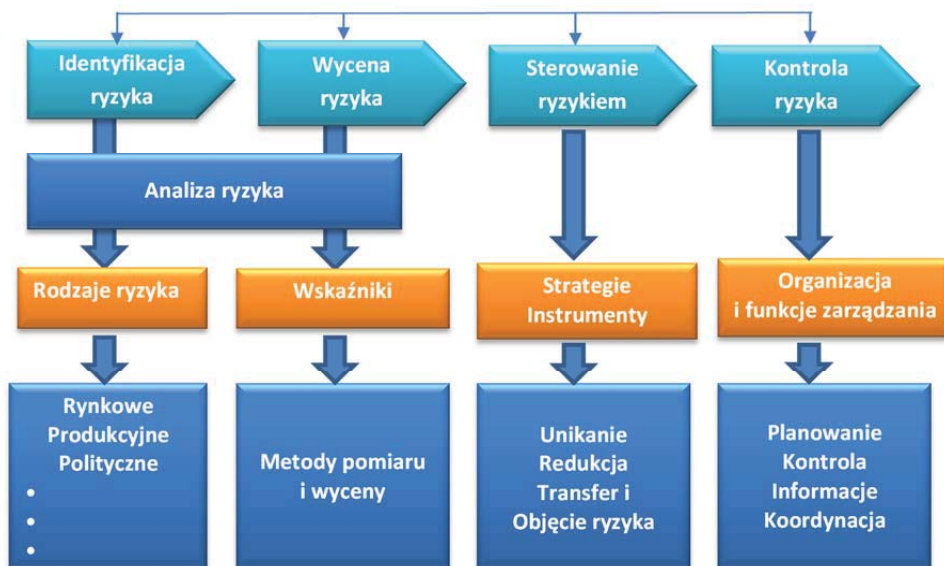 Identyfikacja
ryzyka
Wycena
ryzyka
Sterowanie
ryzykiem
Kontrola
ryzyka
Analiza ryzyka
Rodzaje ryzyka
Wskaźniki
Strategie
Instrumenty
Organizacja
i funkcje zarządzania
Rynkowe
Produkcyjne
Polityczne
•
•
•
Metody pomiaru
i wyceny
Unikanie
Redukcja
Transfer i
Objęcie ryzyka
Planowanie
Kontrola
Informacje
Koordynacja